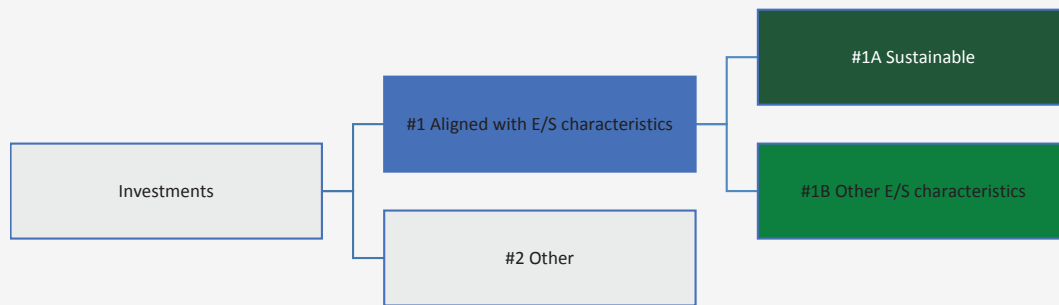 #1A Sustainable
#1 Aligned with E/S characteristics
Investments
#1B Other E/S characteristics
#2 Other